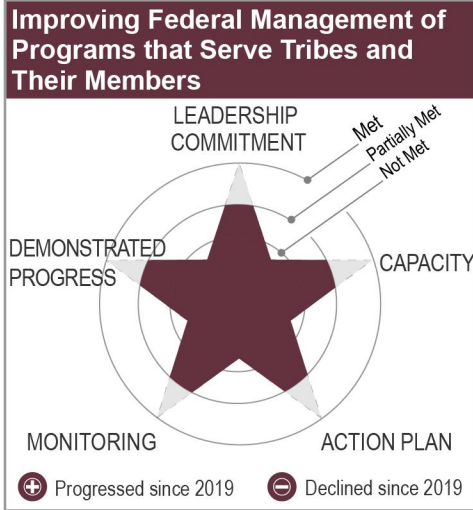 Improving Federal Management of
Programs that Serve Tribes and
Their Members
LEADERSHIP
COMMITMENT
Met
Partially Met
Not Met
DEMONSTRATED
PROGRESS
CAPACITY
MONITORING
ACTION PLAN
Progressed since 2019
Declined since 2019